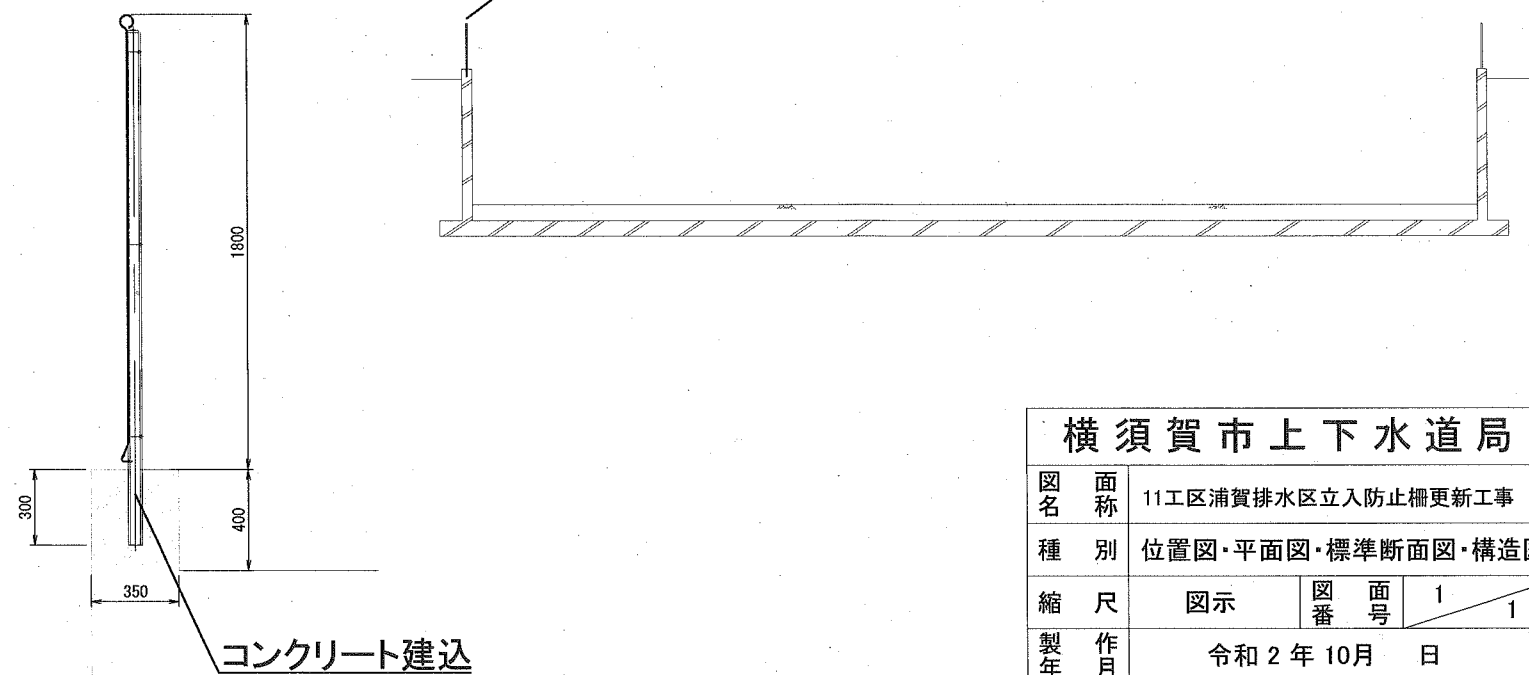 1800
300
400
350
コンクリート建込
横須賀市上下水道局
図面名称 11工区浦賀排水区立入防止柵更新工事
種別 位置図・平面図・標準断面図・構造図
縮尺 図示 図面番号 1 1
製作年月 令和2年10月 日